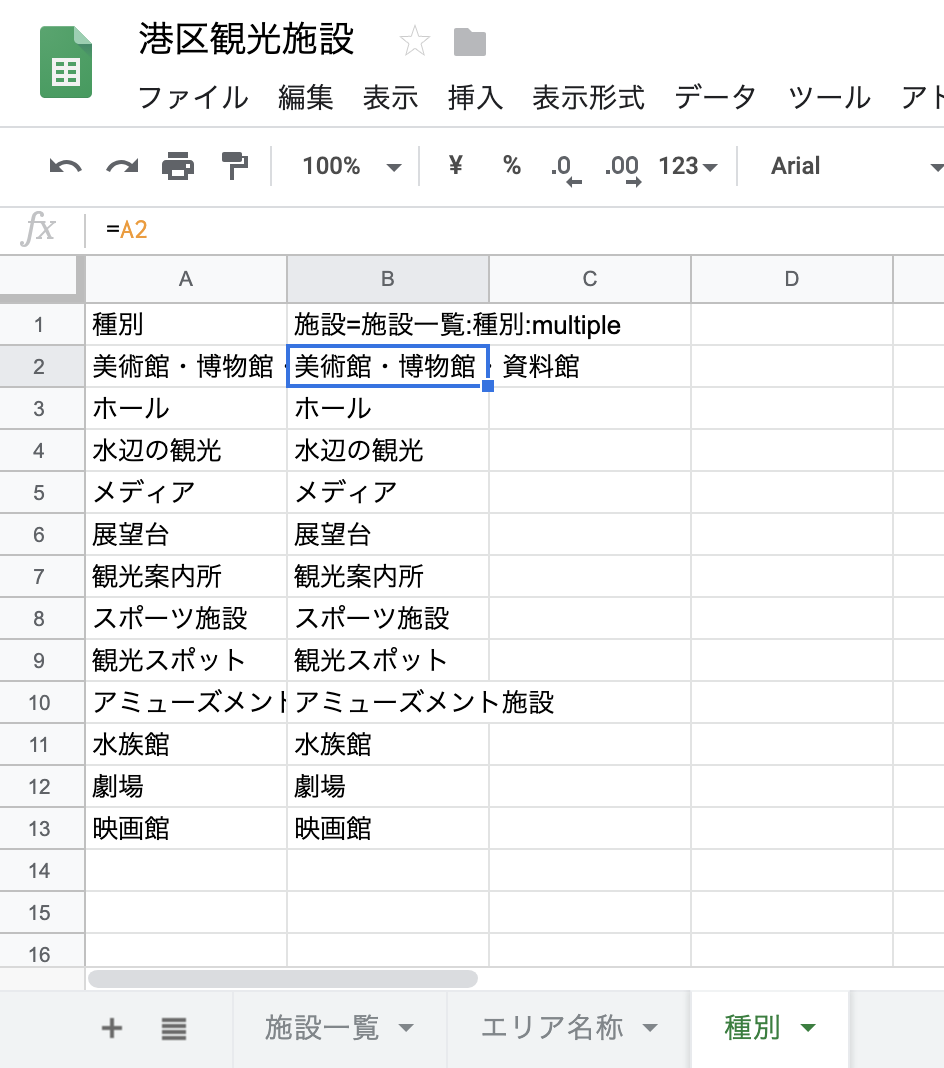 港区観光施設
ファイル 編集 表示 挿入 表示形式 データ ツール アド
100% ¥ % .0 .00 123 Arial
fx =A2
A B C D
1 種別 施設=施設一覧:種別:multiple
2 美術館・博物館・ 美術館・博物館・資料館
3 ホール ホール
4 水辺の観光 水辺の観光
5 メディア メディア
6 展望台 展望台
7 観光案内所 観光案内所
8 スポーツ施設 スポーツ施設
9 観光スポット 観光スポット
10 アミューズメント アミューズメント施設
11 水族館 水族館
12 劇場 劇場
13 映画館 映画館
14
15
16
+ 施設一覧 エリア名称 種別